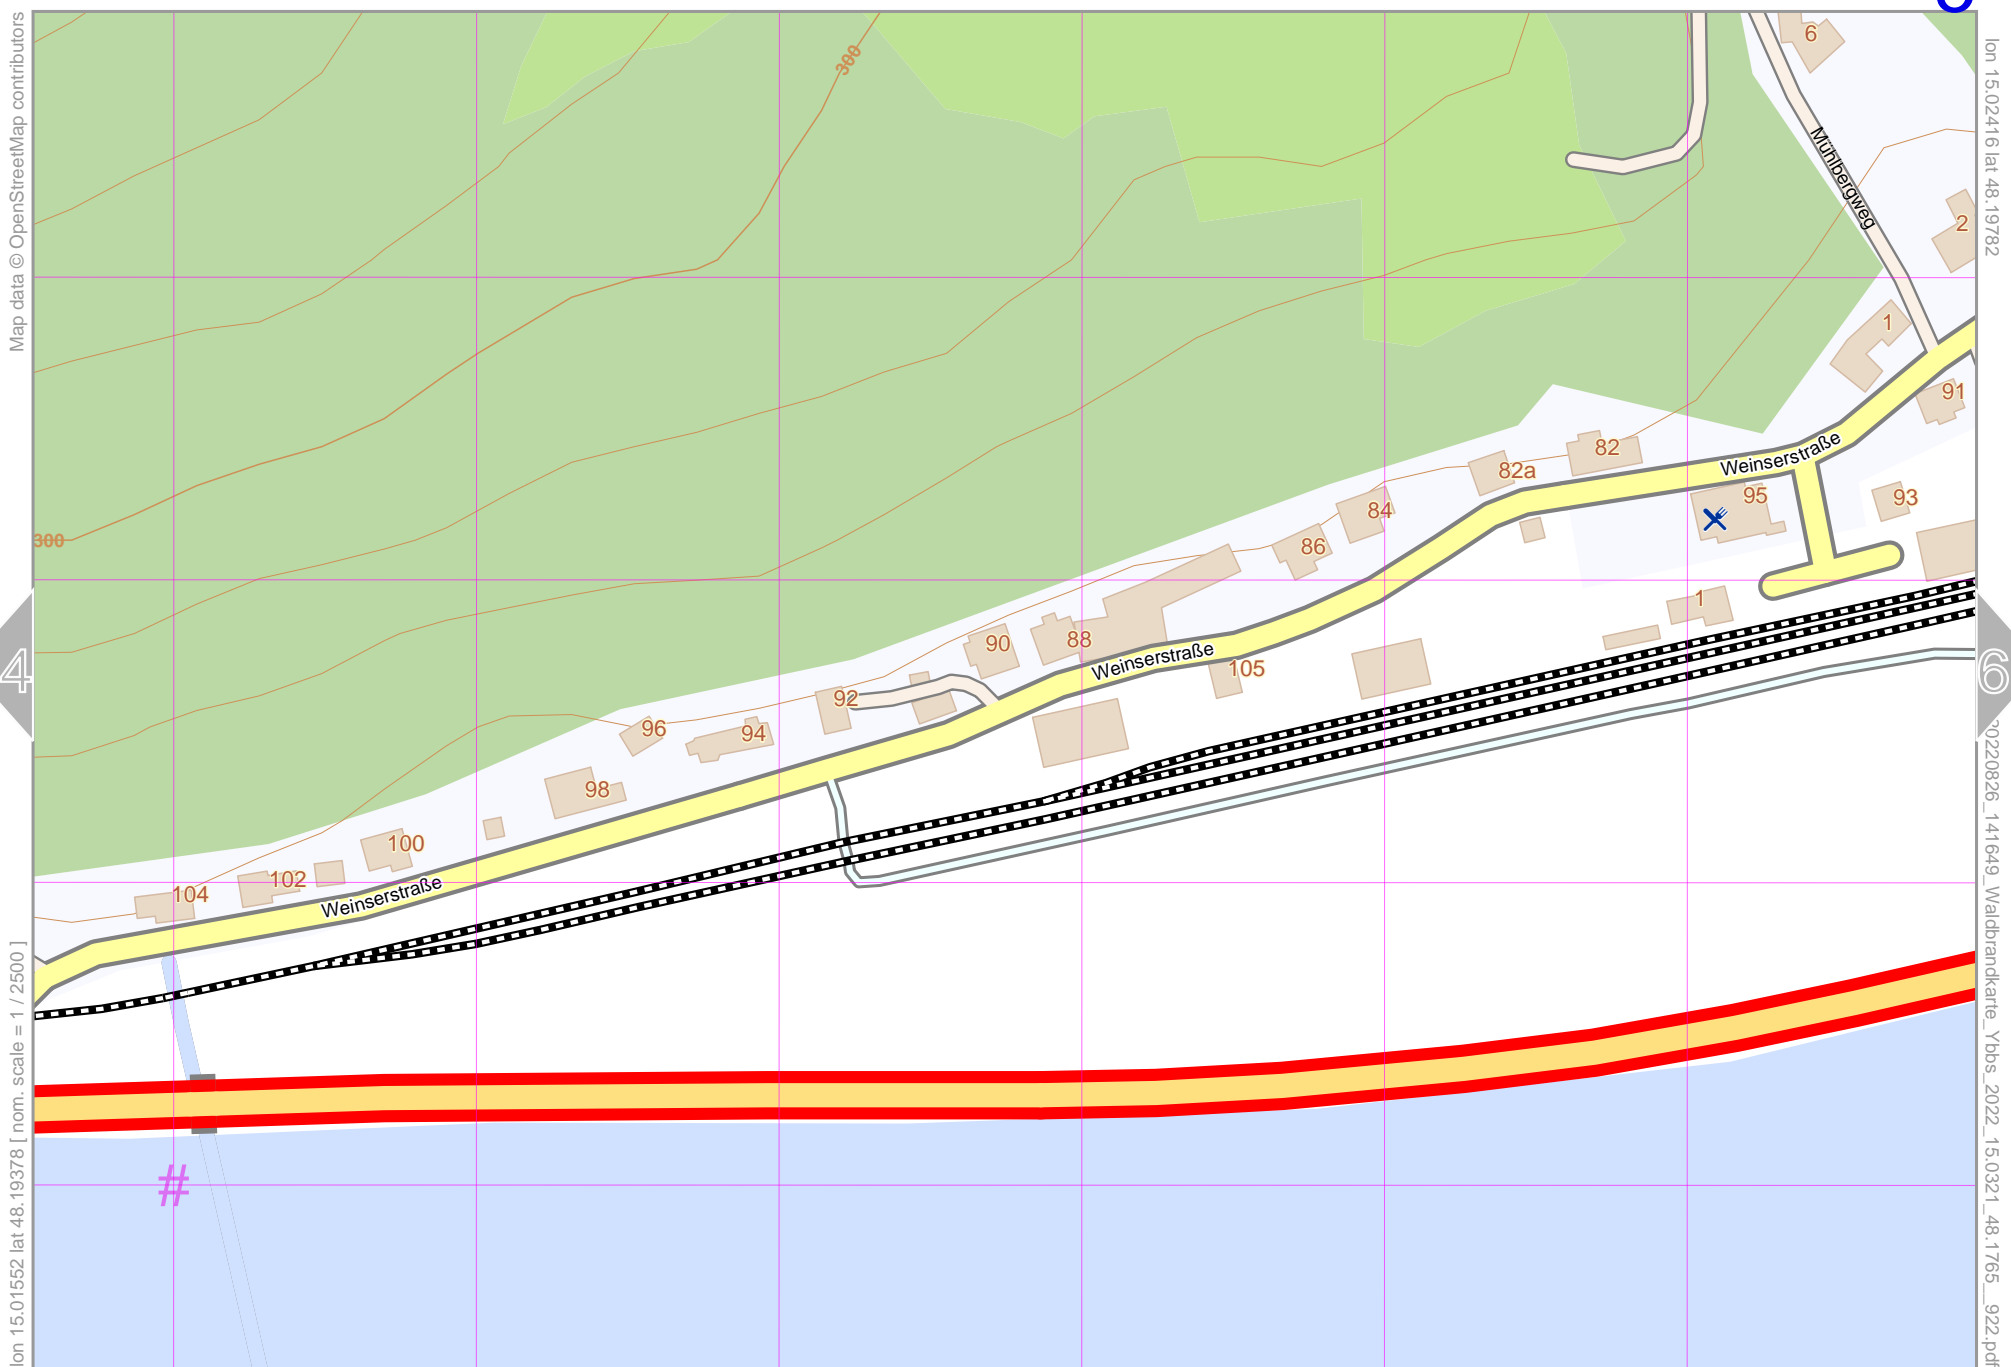 Map data © OpenStreetMap contributors
lon 15.02416 lat 48.19782
300
6
Mühlbergweg
2
1
91
Weinserstraße
82
82a
95
93
84
300
86
1
90
88
Weinserstraße
105
92
96
94
98
100
102
104
Weinserstraße
4
6
#
lon 15.01552 lat 48.19378 [ nom. scale = 1 / 2500 ]
20220826_141649_Waldbrandkarte_Ybbs_2022_15.0321_48.1765__922.pdf